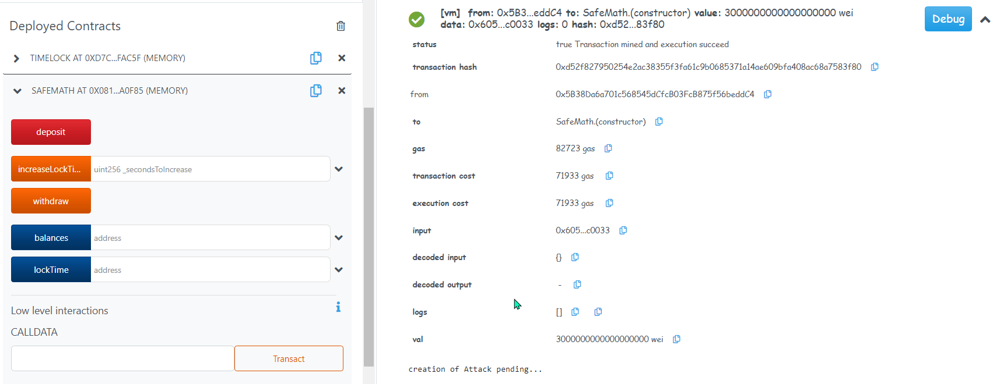 Deployed Contracts
TIMELOCK AT 0XD7C...FAC5F (MEMORY)
SAFEMATH AT 0X081...A0F85 (MEMORY)
deposit
increaseLockTi... uint256 _secondsToIncrease
withdraw
balances address
lockTime address
Low level interactions
i
CALLDATA
Transact
[vm] from: 0x5B3...eddC4 to: SafeMath.(constructor) value: 3000000000000000000 wei
data: 0x605...c0033 logs: 0 hash: 0xd52...83f80
Debug
status true Transaction mined and execution succeed
transaction hash 0xd52f827950254e2ac38355f3fa61c9b0685371a14ae609bfa408ac68a7583f80
from 0x5B38Da6a701c568545dCfcB03FcB875f56beddC4
to SafeMath.(constructor)
gas 82723 gas
transaction cost 71933 gas
execution cost 71933 gas
input 0x605...c0033
decoded input {}
decoded output -
logs []
val 3000000000000000000 wei
creation of Attack pending...